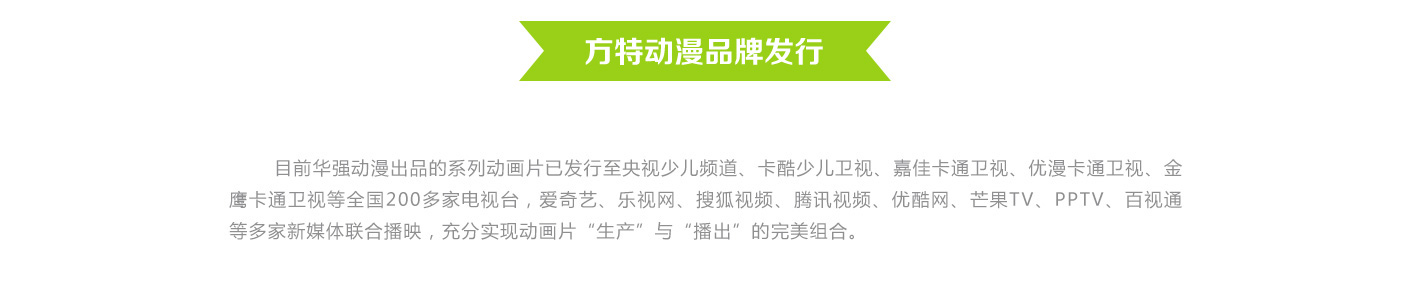 方特动漫品牌发行
目前华强动漫出品的系列动画片已发行至央视少儿频道、卡酷少儿卫视、嘉佳卡通卫视、优漫卡通卫视、金
鹰卡通卫视等全国200多家电视台，爱奇艺、乐视网、搜狐视频、腾讯视频、优酷网、芒果TV、PPTV、百视通
等多家新媒体联合播映，充分实现动画片“生产”与“播出”的完美组合。